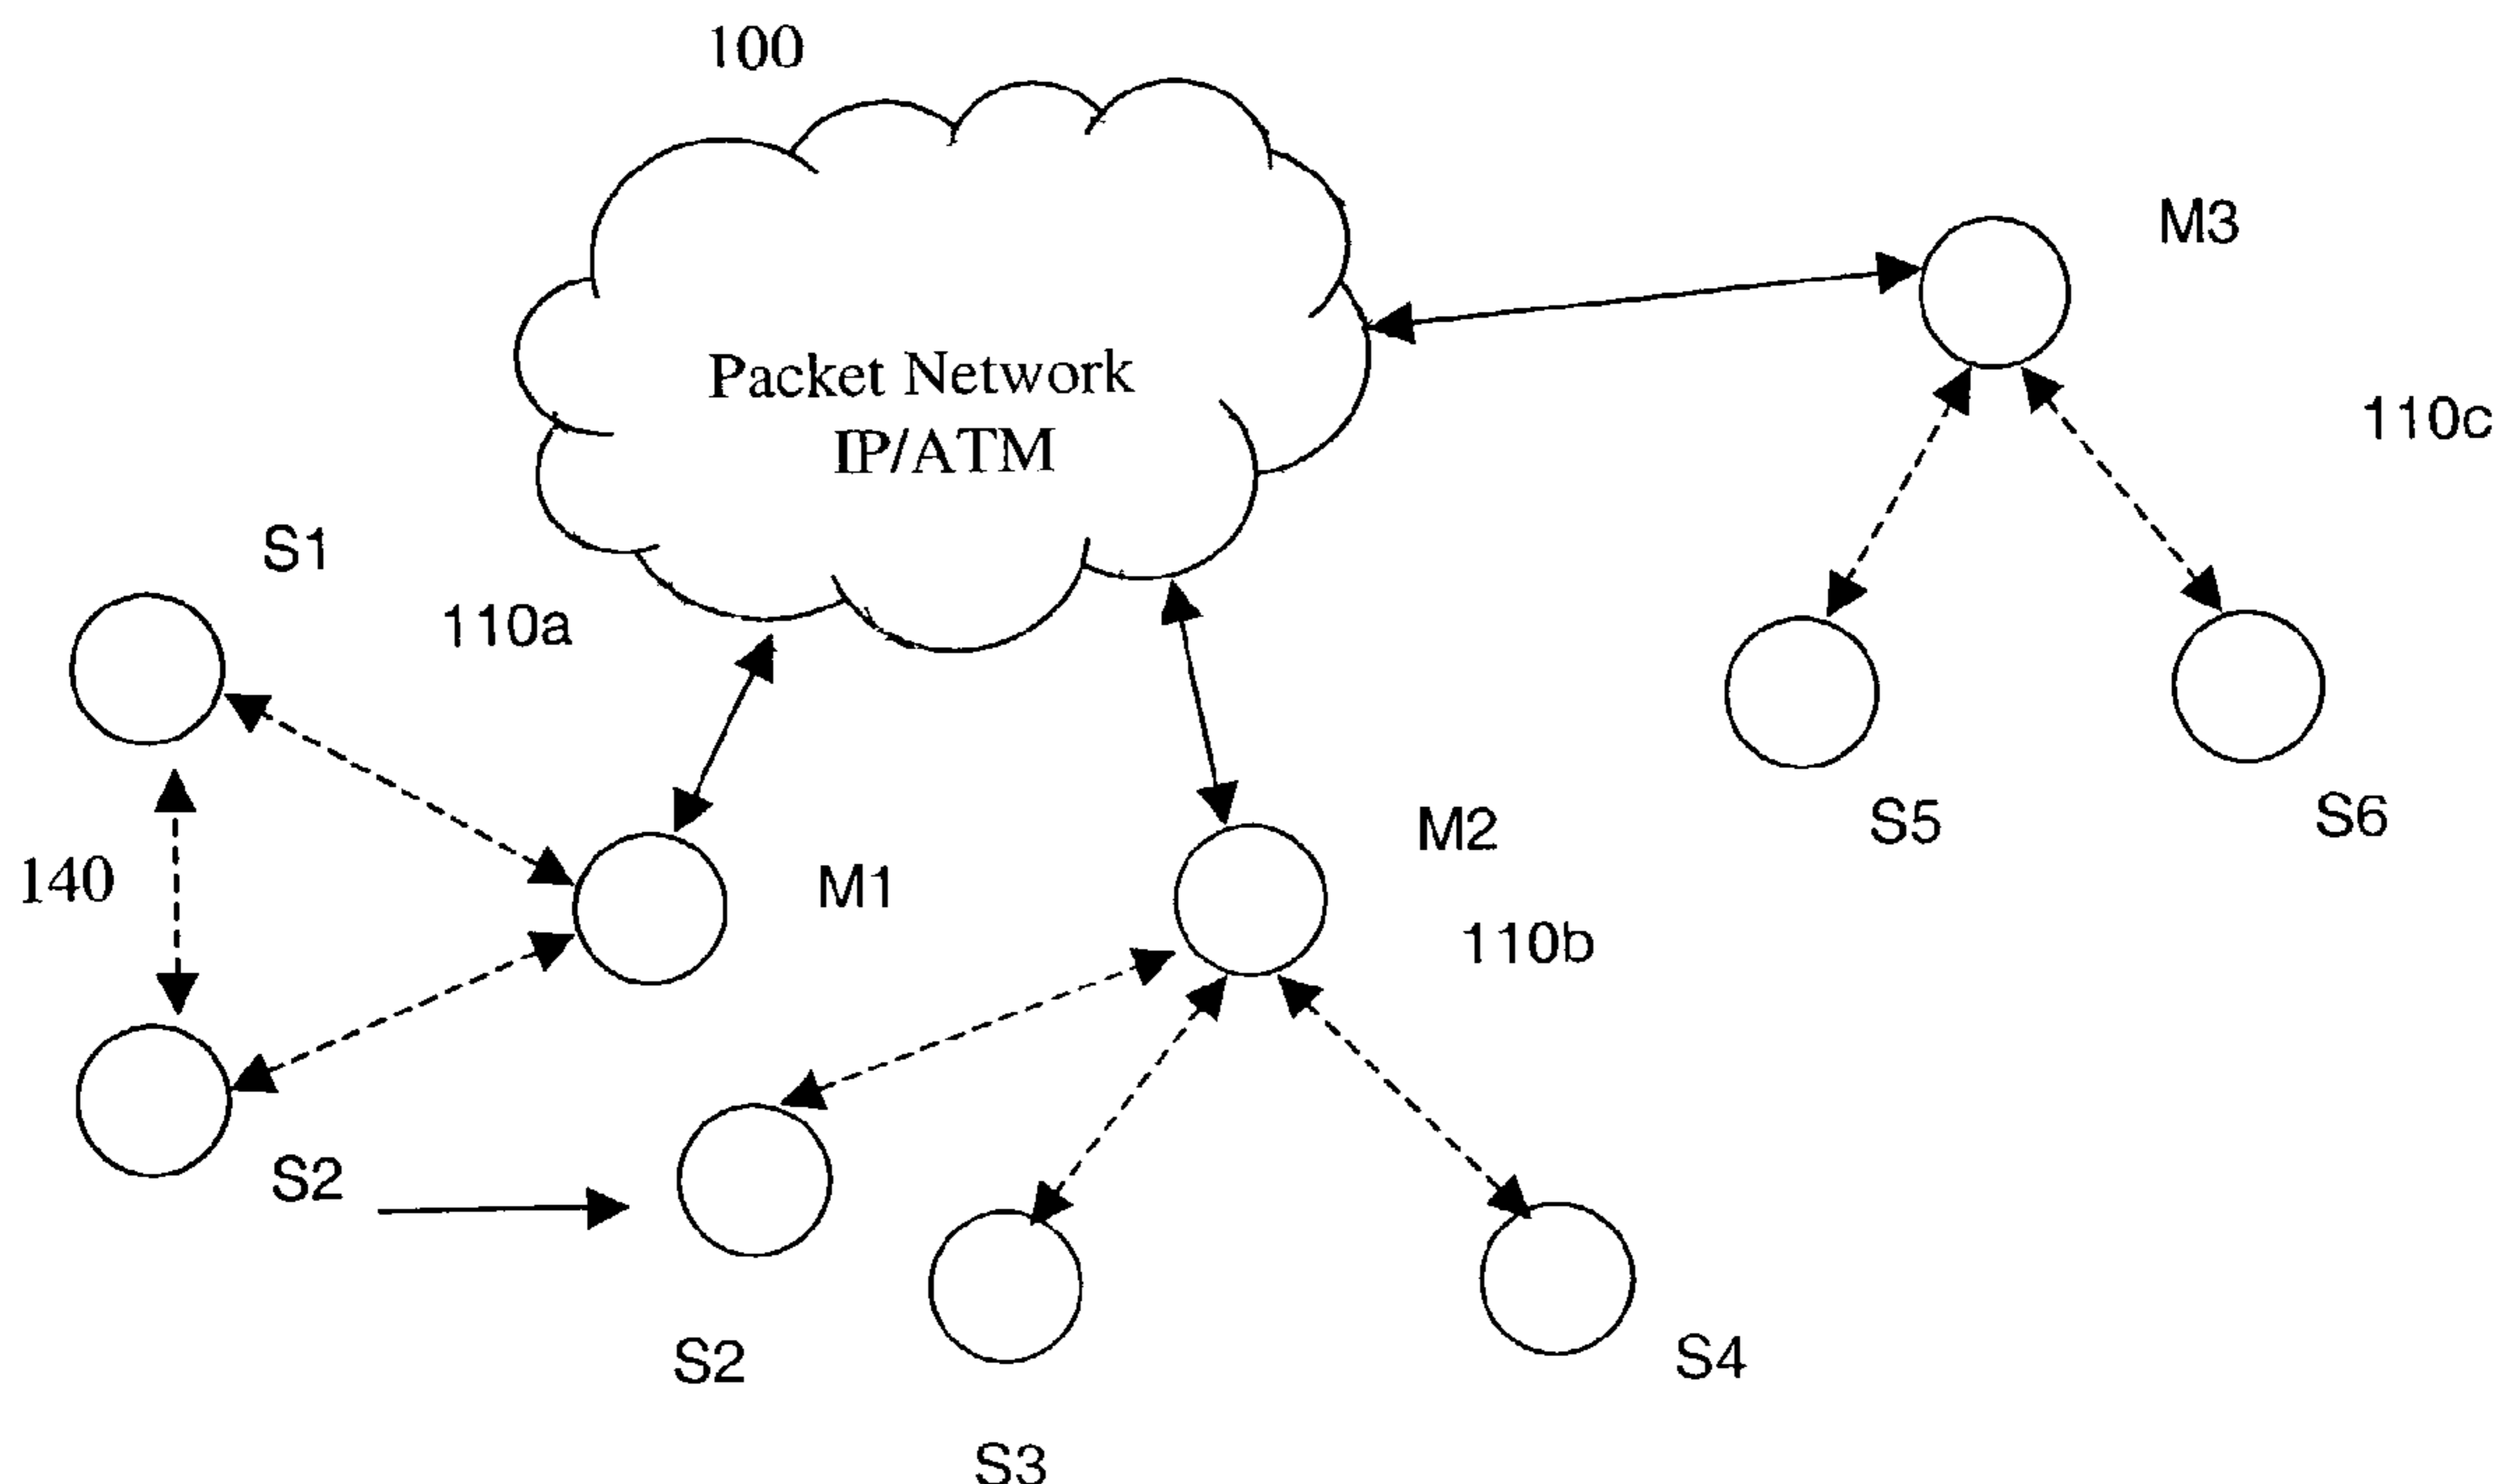 100
M3
Packet Network
IP/ATM
110c
S1
110a
M2
S5
S6
140
M1
110b
S2
S2
S4
S3